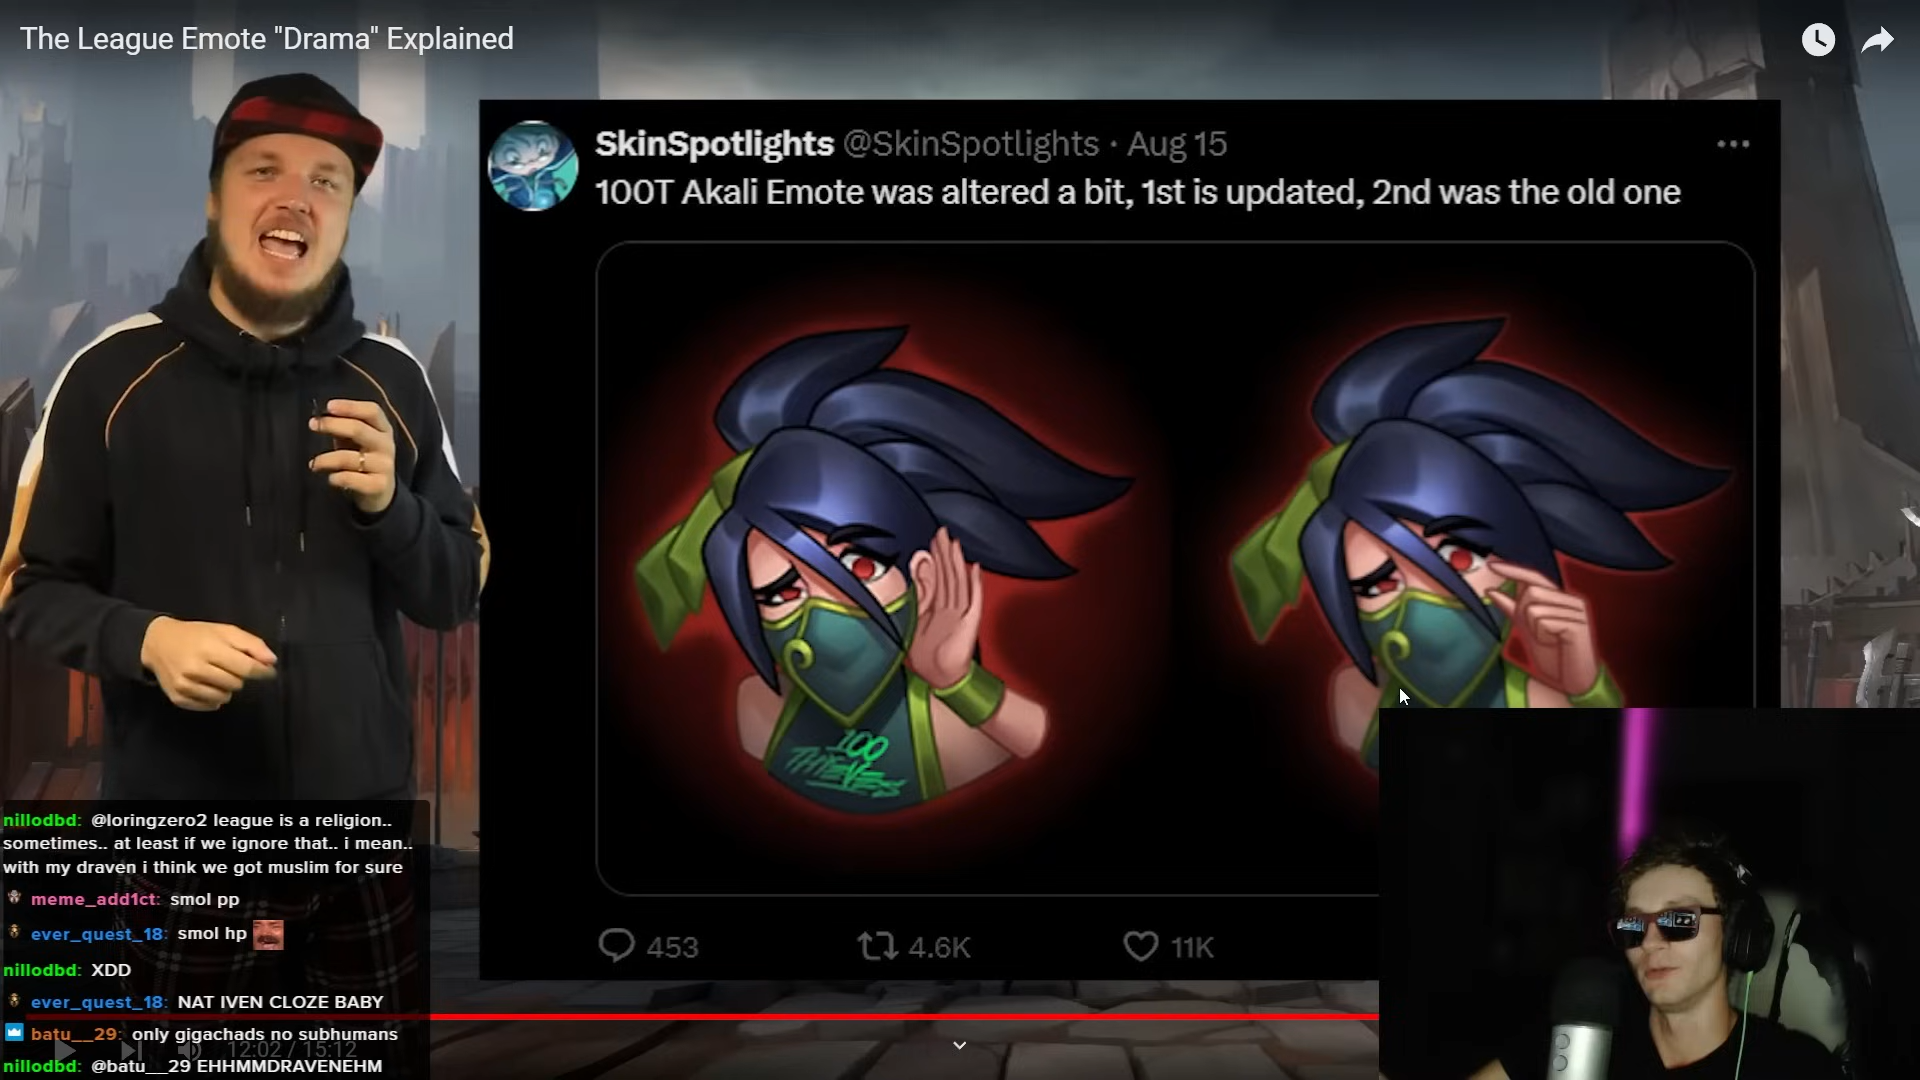 The League Emote "Drama" Explained
SkinSpotlights @SkinSpotlights · Aug 15
100T Akali Emote was altered a bit, 1st is updated, 2nd was the old one
100
THIEVES
453 4.6K 11K
nillodbd: @loringzero2 league is a religion..
sometimes.. at least if we ignore that.. i mean..
with my draven i think we got muslim for sure
meme_add1ct: smol pp
ever_quest_18: smol hp
nillodbd: XDD
ever_quest_18: NAT IVEN CLOZE BABY
batu__29: only gigachads no subhumans
12:02 / 15:12
nillodbd: @batu__29 EHHMMDRAVENEHM